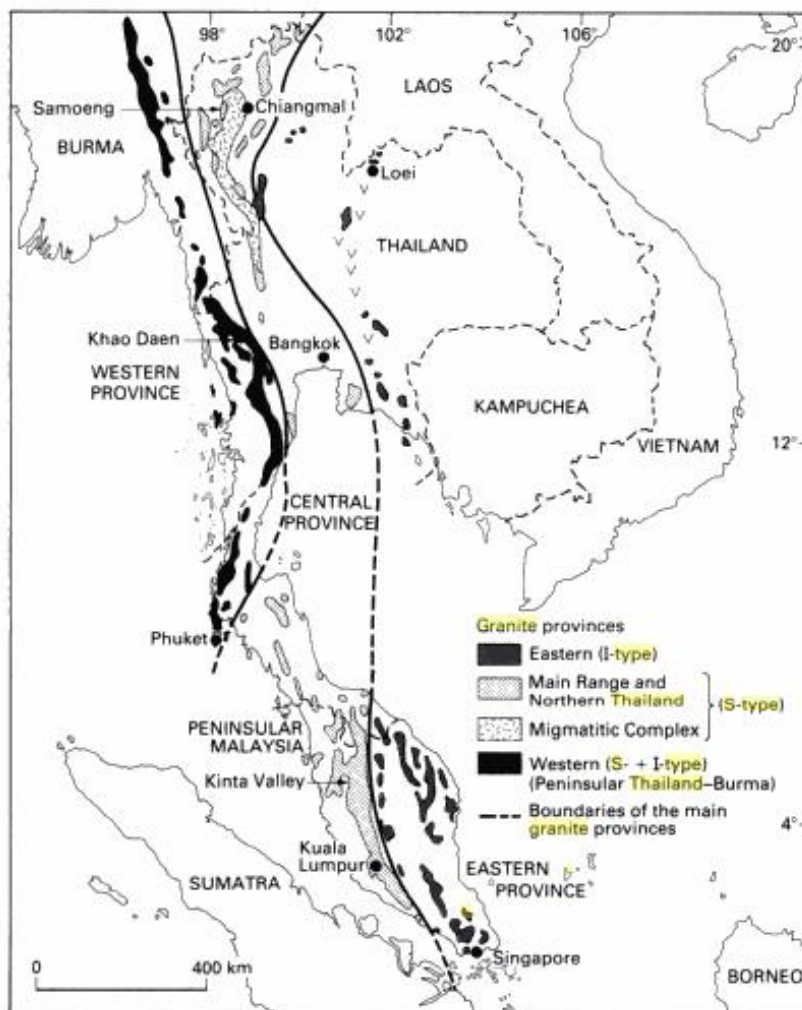 98°
102°
106°
20°
Samoeng
Chiangmal
LAOS
BURMA
Loei
THAILAND
Khao Daen
Bangkok
WESTERN
PROVINCE
KAMPUCHEA
VIETNAM
12°
CENTRAL
PROVINCE
Phuket
Granite provinces
Eastern (I-type)
Main Range and
Northern Thailand
(S-type)
Migmatitic Complex
Western (S- + I-type)
(Peninsular Thailand–Burma)
Boundaries of the main
granite provinces
PENINSULAR
MALAYSIA
Kinta Valley
4°
Kuala
Lumpur
EASTERN
PROVINCE
SUMATRA
Singapore
0
400 km
BORNEO